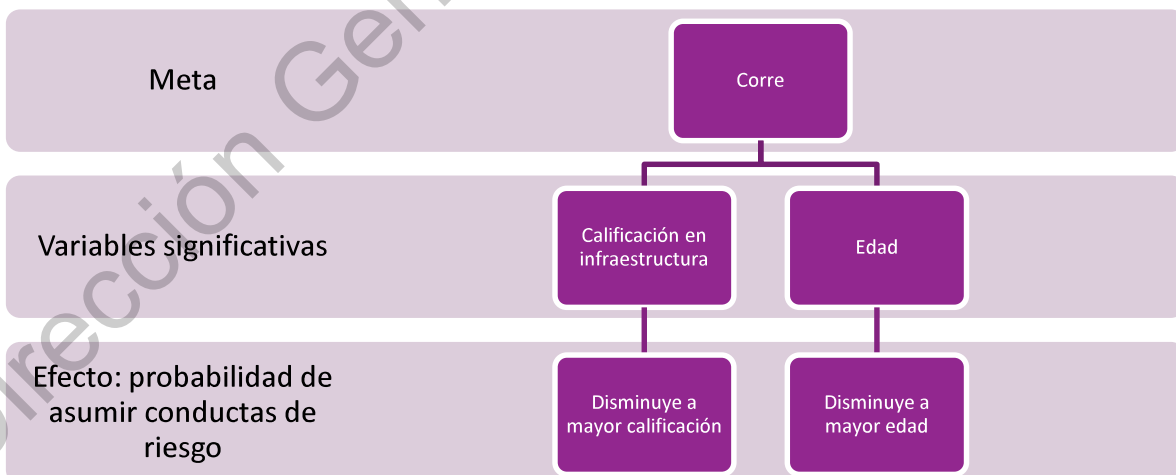 Meta
Corre
Variables significativas
Calificación en
infraestructura
Edad
Efecto: probabilidad de
asumir conductas de
riesgo
Disminuye a
mayor calificación
Disminuye a
mayor edad
Dirección